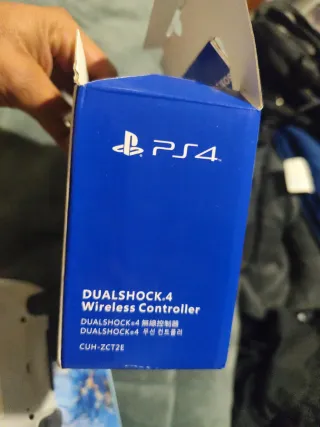 PS4
DUALSHOCK®4
Wireless Controller
DUALSHOCK®4 無線控制器
DUALSHOCK®4 무선 컨트롤러
CUH-ZCT2E